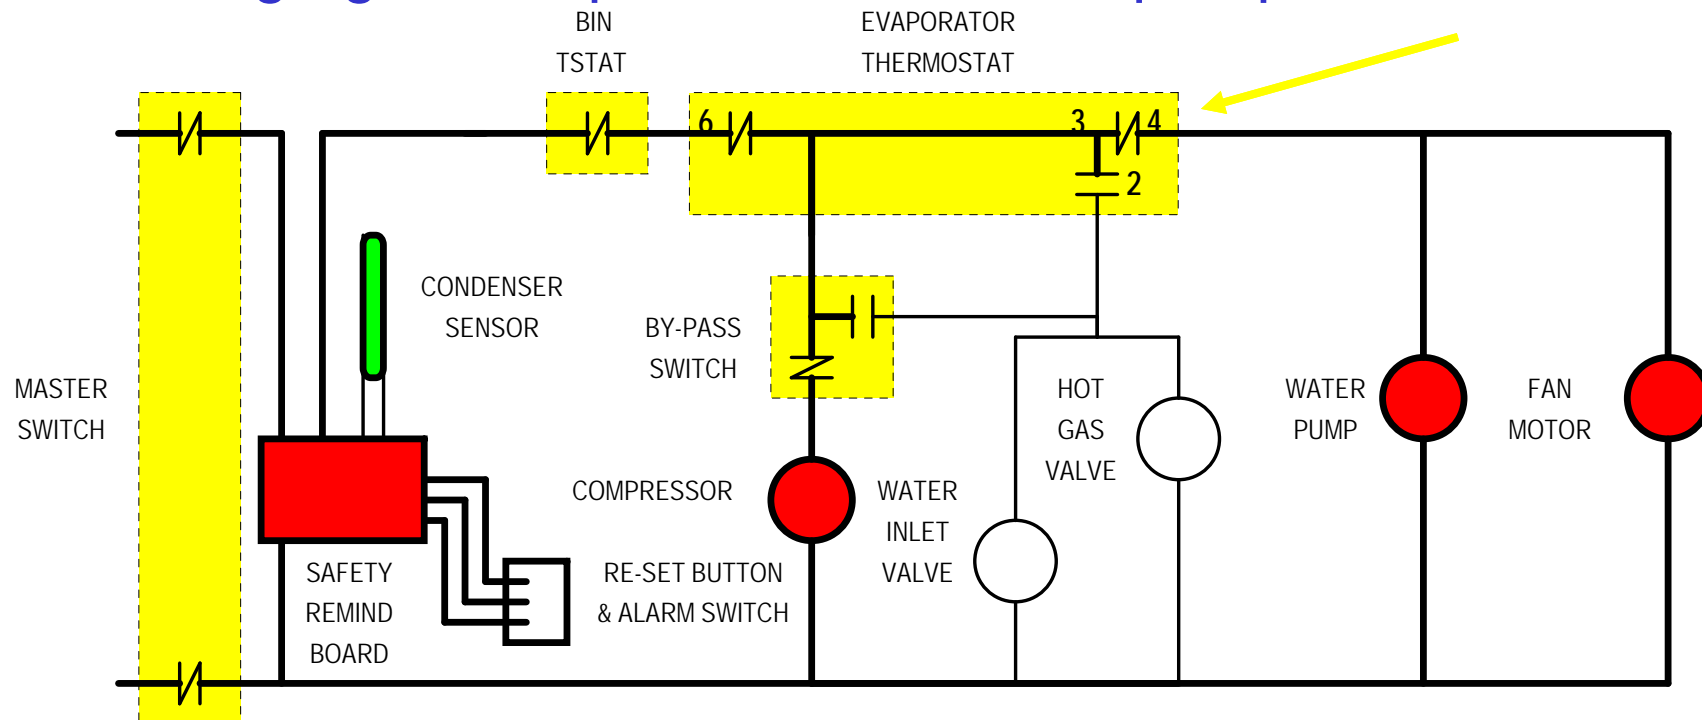 BIN
TSTAT
EVAPORATOR
THERMOSTAT
6
3
4
2
CONDENSER
SENSOR
BY-PASS
SWITCH
MASTER
SWITCH
HOT
GAS
VALVE
WATER
PUMP
FAN
MOTOR
COMPRESSOR
WATER
INLET
VALVE
SAFETY
REMIND
BOARD
RE-SET BUTTON
& ALARM SWITCH